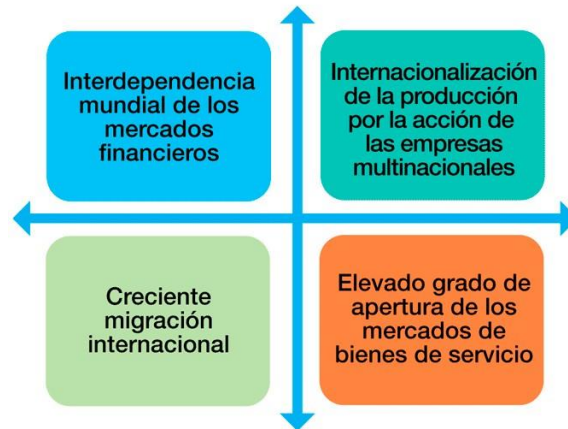 Interdependencia
mundial de los
mercados
financieros
Internacionalización
de la producción
por la acción de
las empresas
multinacionales
Creciente
migración
internacional
Elevado grado de
apertura de los
mercados de
bienes de servicio